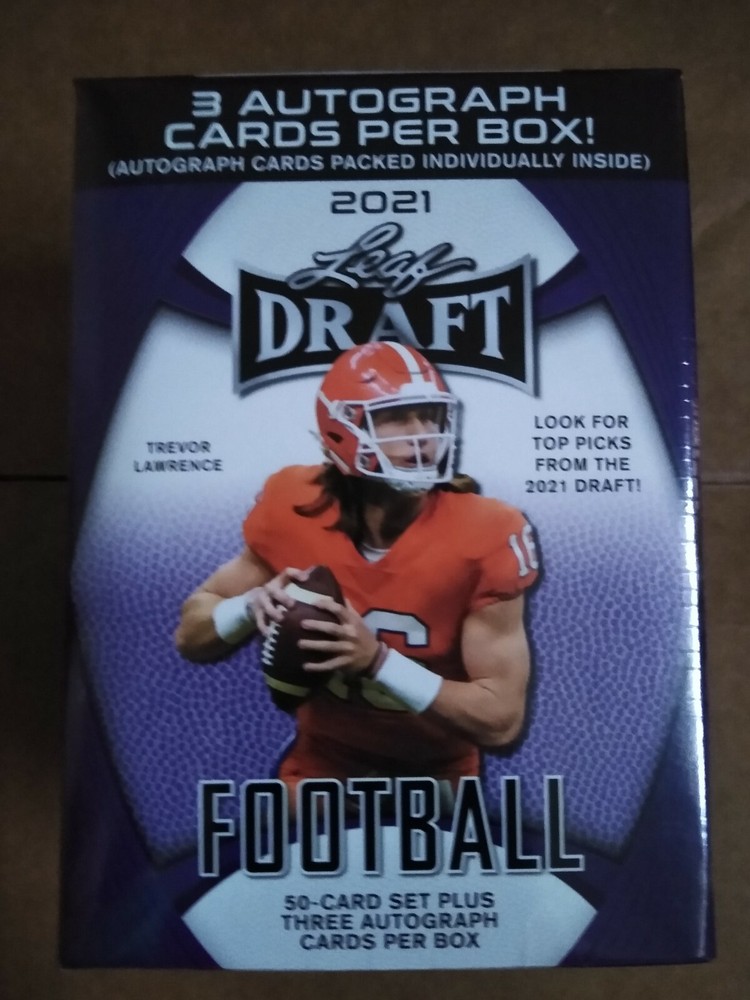 3 AUTOGRAPH
CARDS PER BOX!
(AUTOGRAPH CARDS PACKED INDIVIDUALLY INSIDE)
2021
Leaf
DRAFT
TREVOR
LAWRENCE
LOOK FOR
TOP PICKS
FROM THE
2021 DRAFT!
16
16
FOOTBALL
50-CARD SET PLUS
THREE AUTOGRAPH
CARDS PER BOX